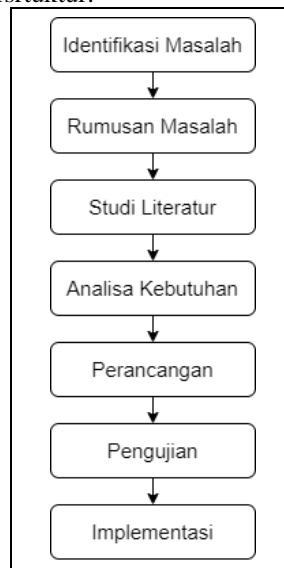 Identifikasi Masalah
Rumusan Masalah
Studi Literatur
Analisa Kebutuhan
Perancangan
Pengujian
Implementasi